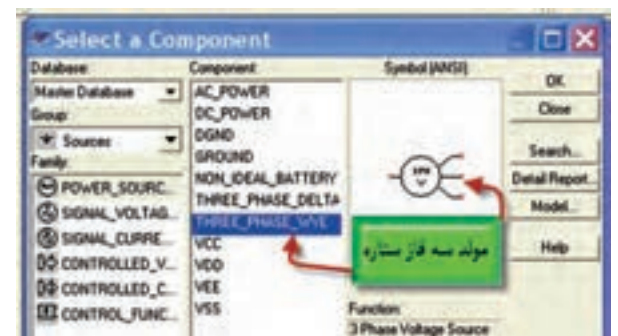 Select a Component
Database:
Master Database
Group:
Sources
Family:
POWER_SOURC...
SIGNAL_VOLTAG...
SIGNAL_CURRE...
CONTROLLED_V...
CONTROLLED_C...
CONTROL_FUNC...
Component:
AC_POWER
DC_POWER
DGND
GROUND
NON_IDEAL_BATTERY
THREE_PHASE_DELTA
THREE_PHASE_WYE
VCC
VDD
VEE
VSS
Symbol (ANSI)
مولد سه فاز ستاره
Function:
3 Phase Voltage Source
OK
Close
Search...
Detail Report...
Model...
Help